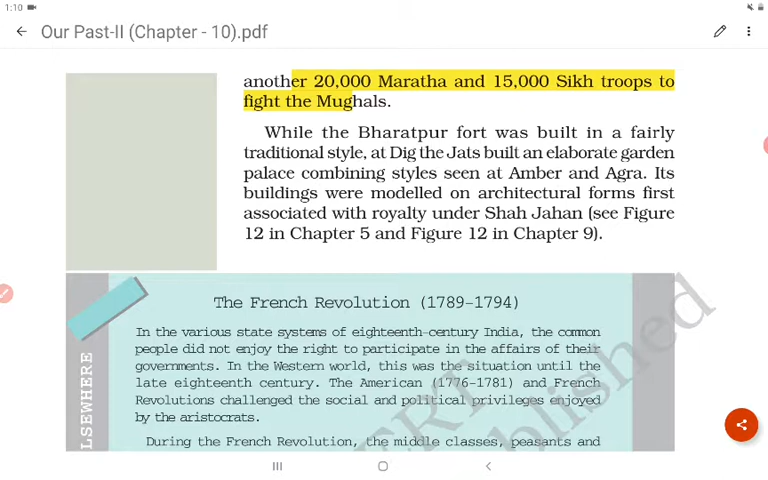 1:10
Our Past-II (Chapter - 10).pdf
another 20,000 Maratha and 15,000 Sikh troops to
fight the Mughals.
While the Bharatpur fort was built in a fairly
traditional style, at Dig the Jats built an elaborate garden
palace combining styles seen at Amber and Agra. Its
buildings were modelled on architectural forms first
associated with royalty under Shah Jahan (see Figure
12 in Chapter 5 and Figure 12 in Chapter 9).
The French Revolution (1789-1794)
In the various state systems of eighteenth-century India, the common
people did not enjoy the right to participate in the affairs of their
governments. In the Western world, this was the situation until the
late eighteenth century. The American (1776-1781) and French
Revolutions challenged the social and political privileges enjoyed
by the aristocrats.
During the French Revolution, the middle classes, peasants and
LSEWHERE
ERT
published